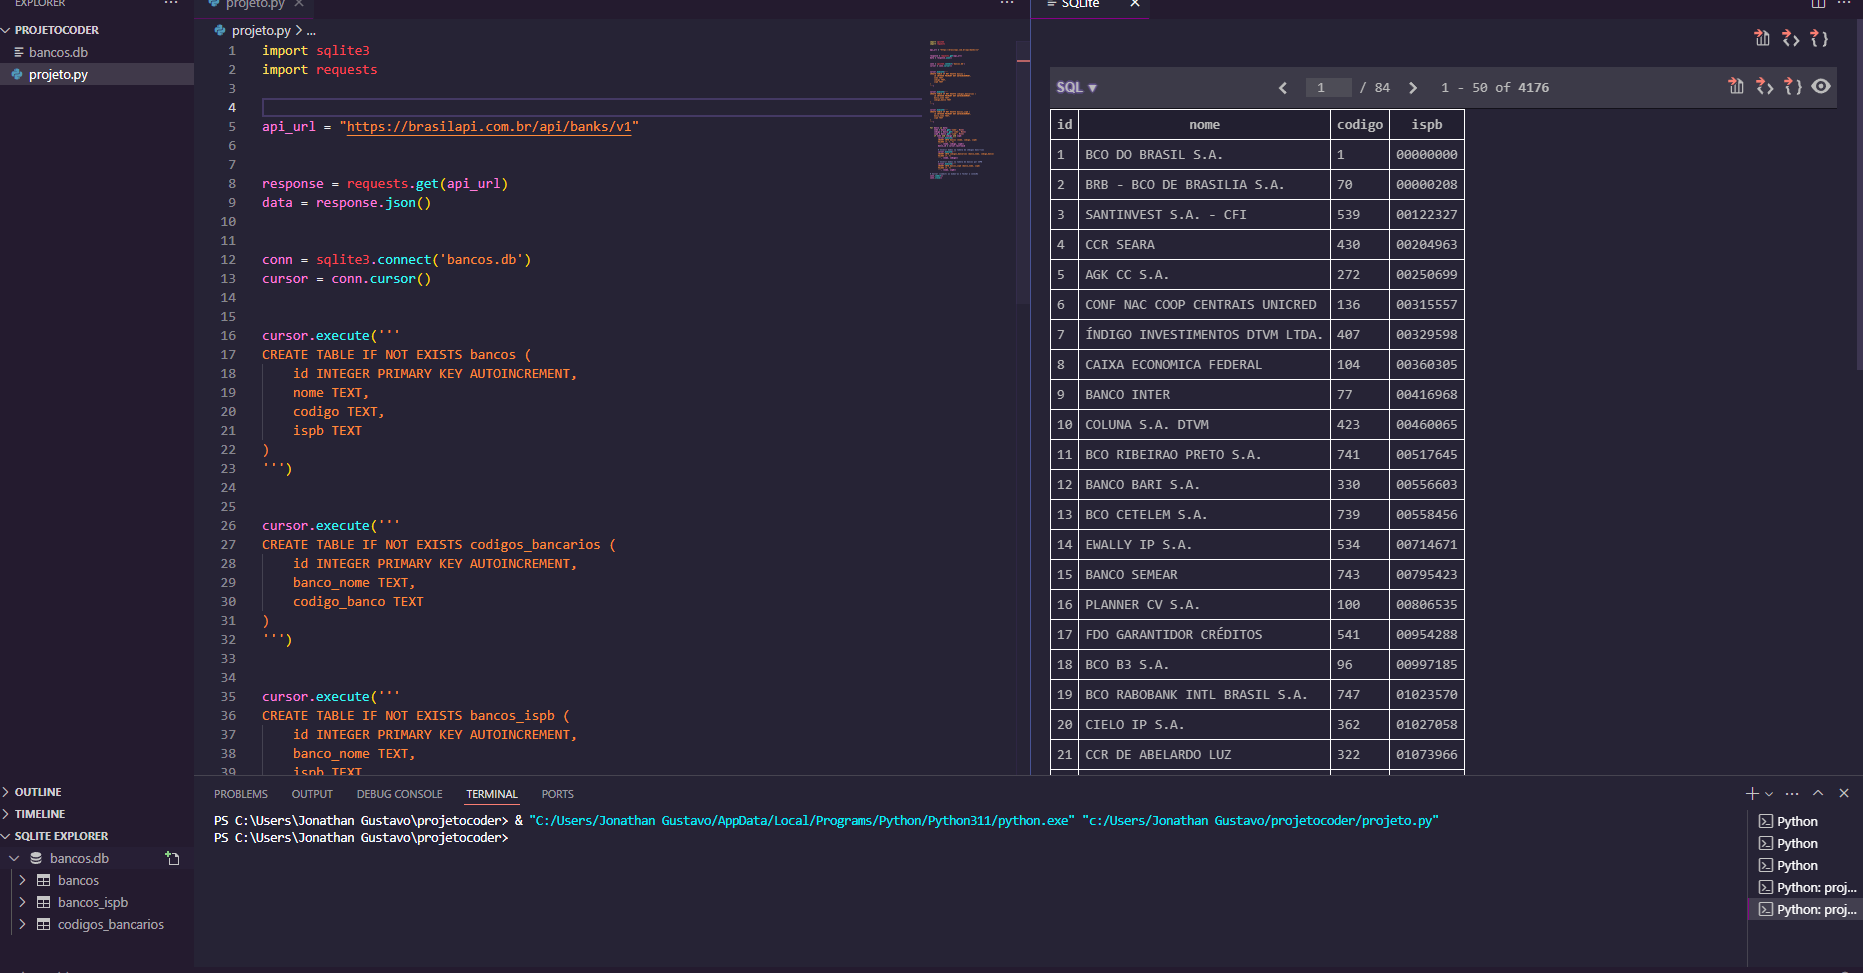 EXPLORER
PROJETOCODER
bancos.db
projeto.py
projeto.py
projeto.py > ...
1 import sqlite3
2 import requests
3
4
5 api_url = "https://brasilapi.com.br/api/banks/v1"
6
7
8 response = requests.get(api_url)
9 data = response.json()
10
11
12 conn = sqlite3.connect('bancos.db')
13 cursor = conn.cursor()
14
15
16 cursor.execute('''
17 CREATE TABLE IF NOT EXISTS bancos (
18 id INTEGER PRIMARY KEY AUTOINCREMENT,
19 nome TEXT,
20 codigo TEXT,
21 ispb TEXT
22 )
23 ''')
24
25
26 cursor.execute('''
27 CREATE TABLE IF NOT EXISTS codigos_bancarios (
28 id INTEGER PRIMARY KEY AUTOINCREMENT,
29 banco_nome TEXT,
30 codigo_banco TEXT
31 )
32 ''')
33
34
35 cursor.execute('''
36 CREATE TABLE IF NOT EXISTS bancos_ispb (
37 id INTEGER PRIMARY KEY AUTOINCREMENT,
38 banco_nome TEXT,
39 ispb TEXT
SQLite
SQL ▾ 1 / 84 1 - 50 of 4176
id nome codigo ispb
1 BCO DO BRASIL S.A. 1 00000000
2 BRB - BCO DE BRASILIA S.A. 70 00000208
3 SANTINVEST S.A. - CFI 539 00122327
4 CCR SEARA 430 00204963
5 AGK CC S.A. 272 00250699
6 CONF NAC COOP CENTRAIS UNICRED 136 00315557
7 ÍNDIGO INVESTIMENTOS DTVM LTDA. 407 00329598
8 CAIXA ECONOMICA FEDERAL 104 00360305
9 BANCO INTER 77 00416968
10 COLUNA S.A. DTVM 423 00460065
11 BCO RIBEIRAO PRETO S.A. 741 00517645
12 BANCO BARI S.A. 330 00556603
13 BCO CETELEM S.A. 739 00558456
14 EWALLY IP S.A. 534 00714671
15 BANCO SEMEAR 743 00795423
16 PLANNER CV S.A. 100 00806535
17 FDO GARANTIDOR CRÉDITOS 541 00954288
18 BCO B3 S.A. 96 00997185
19 BCO RABOBANK INTL BRASIL S.A. 747 01023570
20 CIELO IP S.A. 362 01027058
21 CCR DE ABELARDO LUZ 322 01073966
OUTLINE
TIMELINE
SQLITE EXPLORER
bancos.db
bancos
bancos_ispb
codigos_bancarios
PROBLEMS OUTPUT DEBUG CONSOLE TERMINAL PORTS
PS C:\Users\Jonathan Gustavo\projetocoder> & "C:/Users/Jonathan Gustavo/AppData/Local/Programs/Python/Python311/python.exe" "c:/Users/Jonathan Gustavo/projetocoder/projeto.py"
PS C:\Users\Jonathan Gustavo\projetocoder>
Python
Python
Python
Python: proj...
Python: proj...